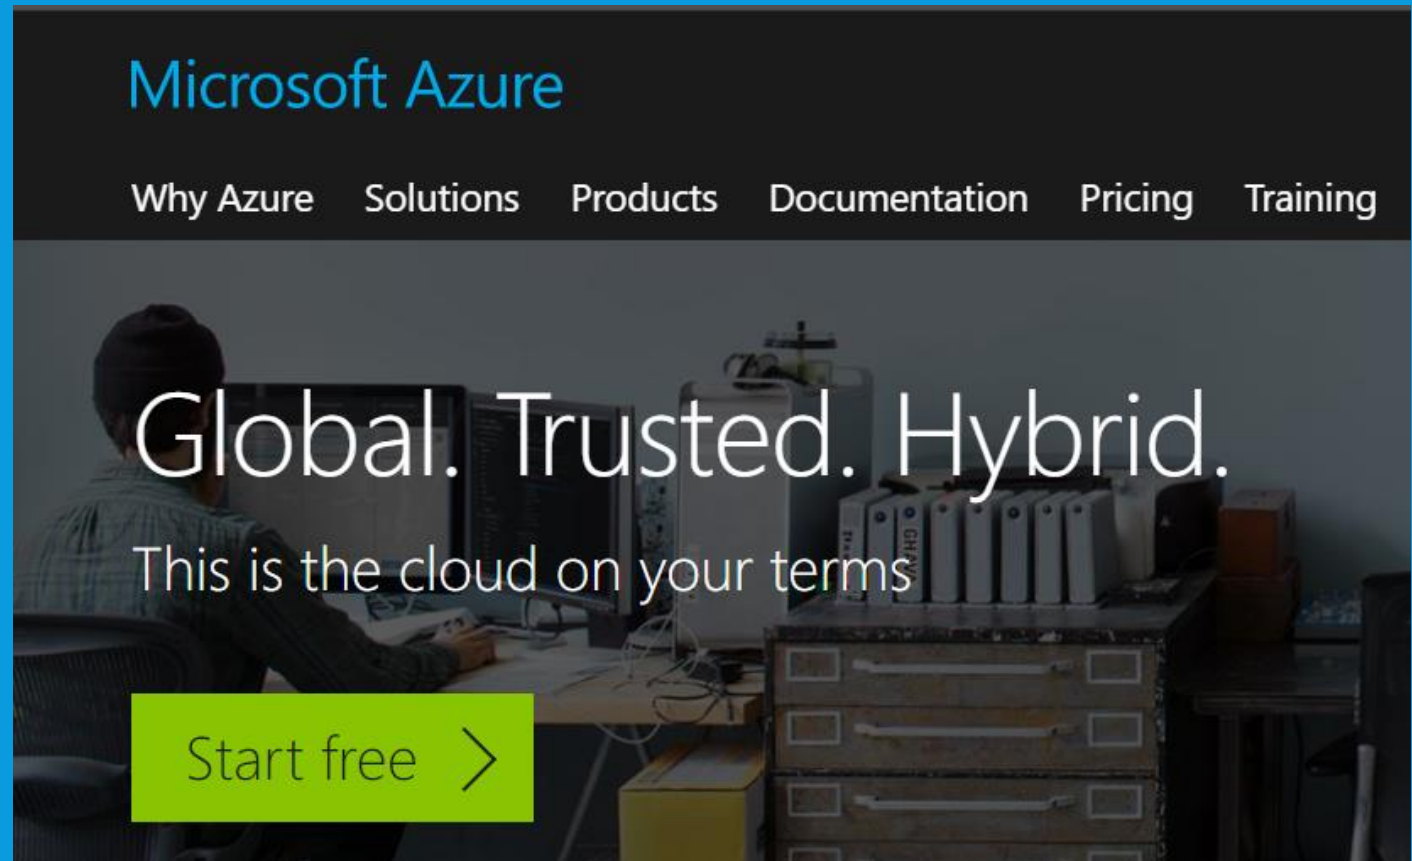 Microsoft Azure
Why Azure Solutions Products Documentation Pricing Training
Global. Trusted. Hybrid.
This is the cloud on your terms
Start free